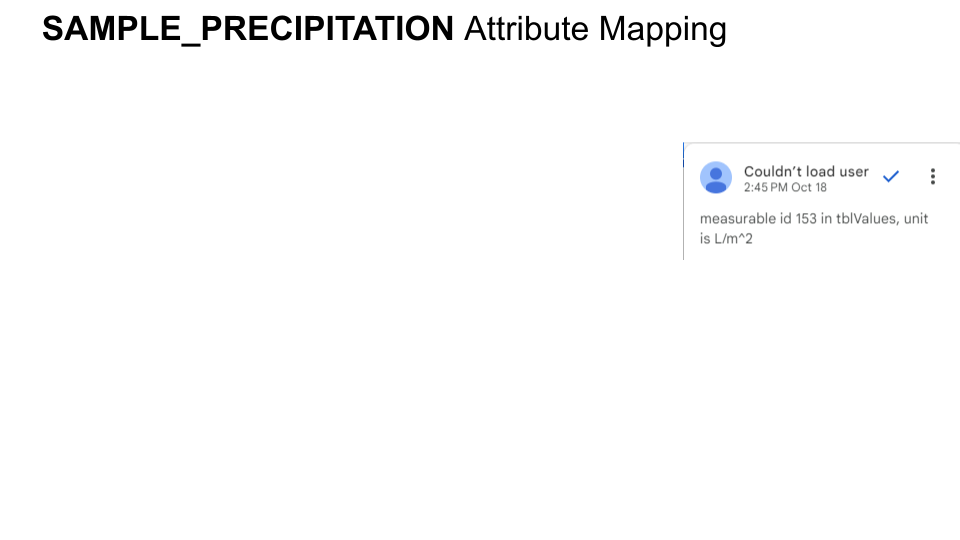 SAMPLE_PRECIPITATION Attribute Mapping
Couldn't load user
2:45 PM Oct 18
measurable id 153 in tblValues, unit
is L/m^2